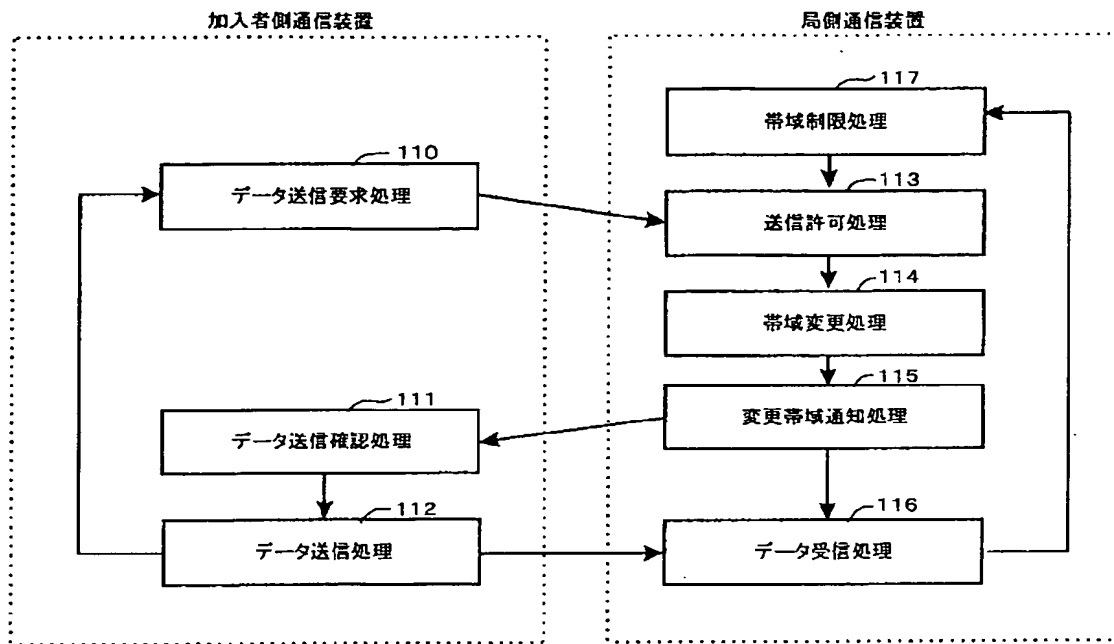 加入者側通信装置
局側通信装置
117
帯域制限処理
110
データ送信要求処理
113
送信許可処理
114
帯域変更処理
115
変更帯域通知処理
111
データ送信確認処理
112
データ送信処理
116
データ受信処理